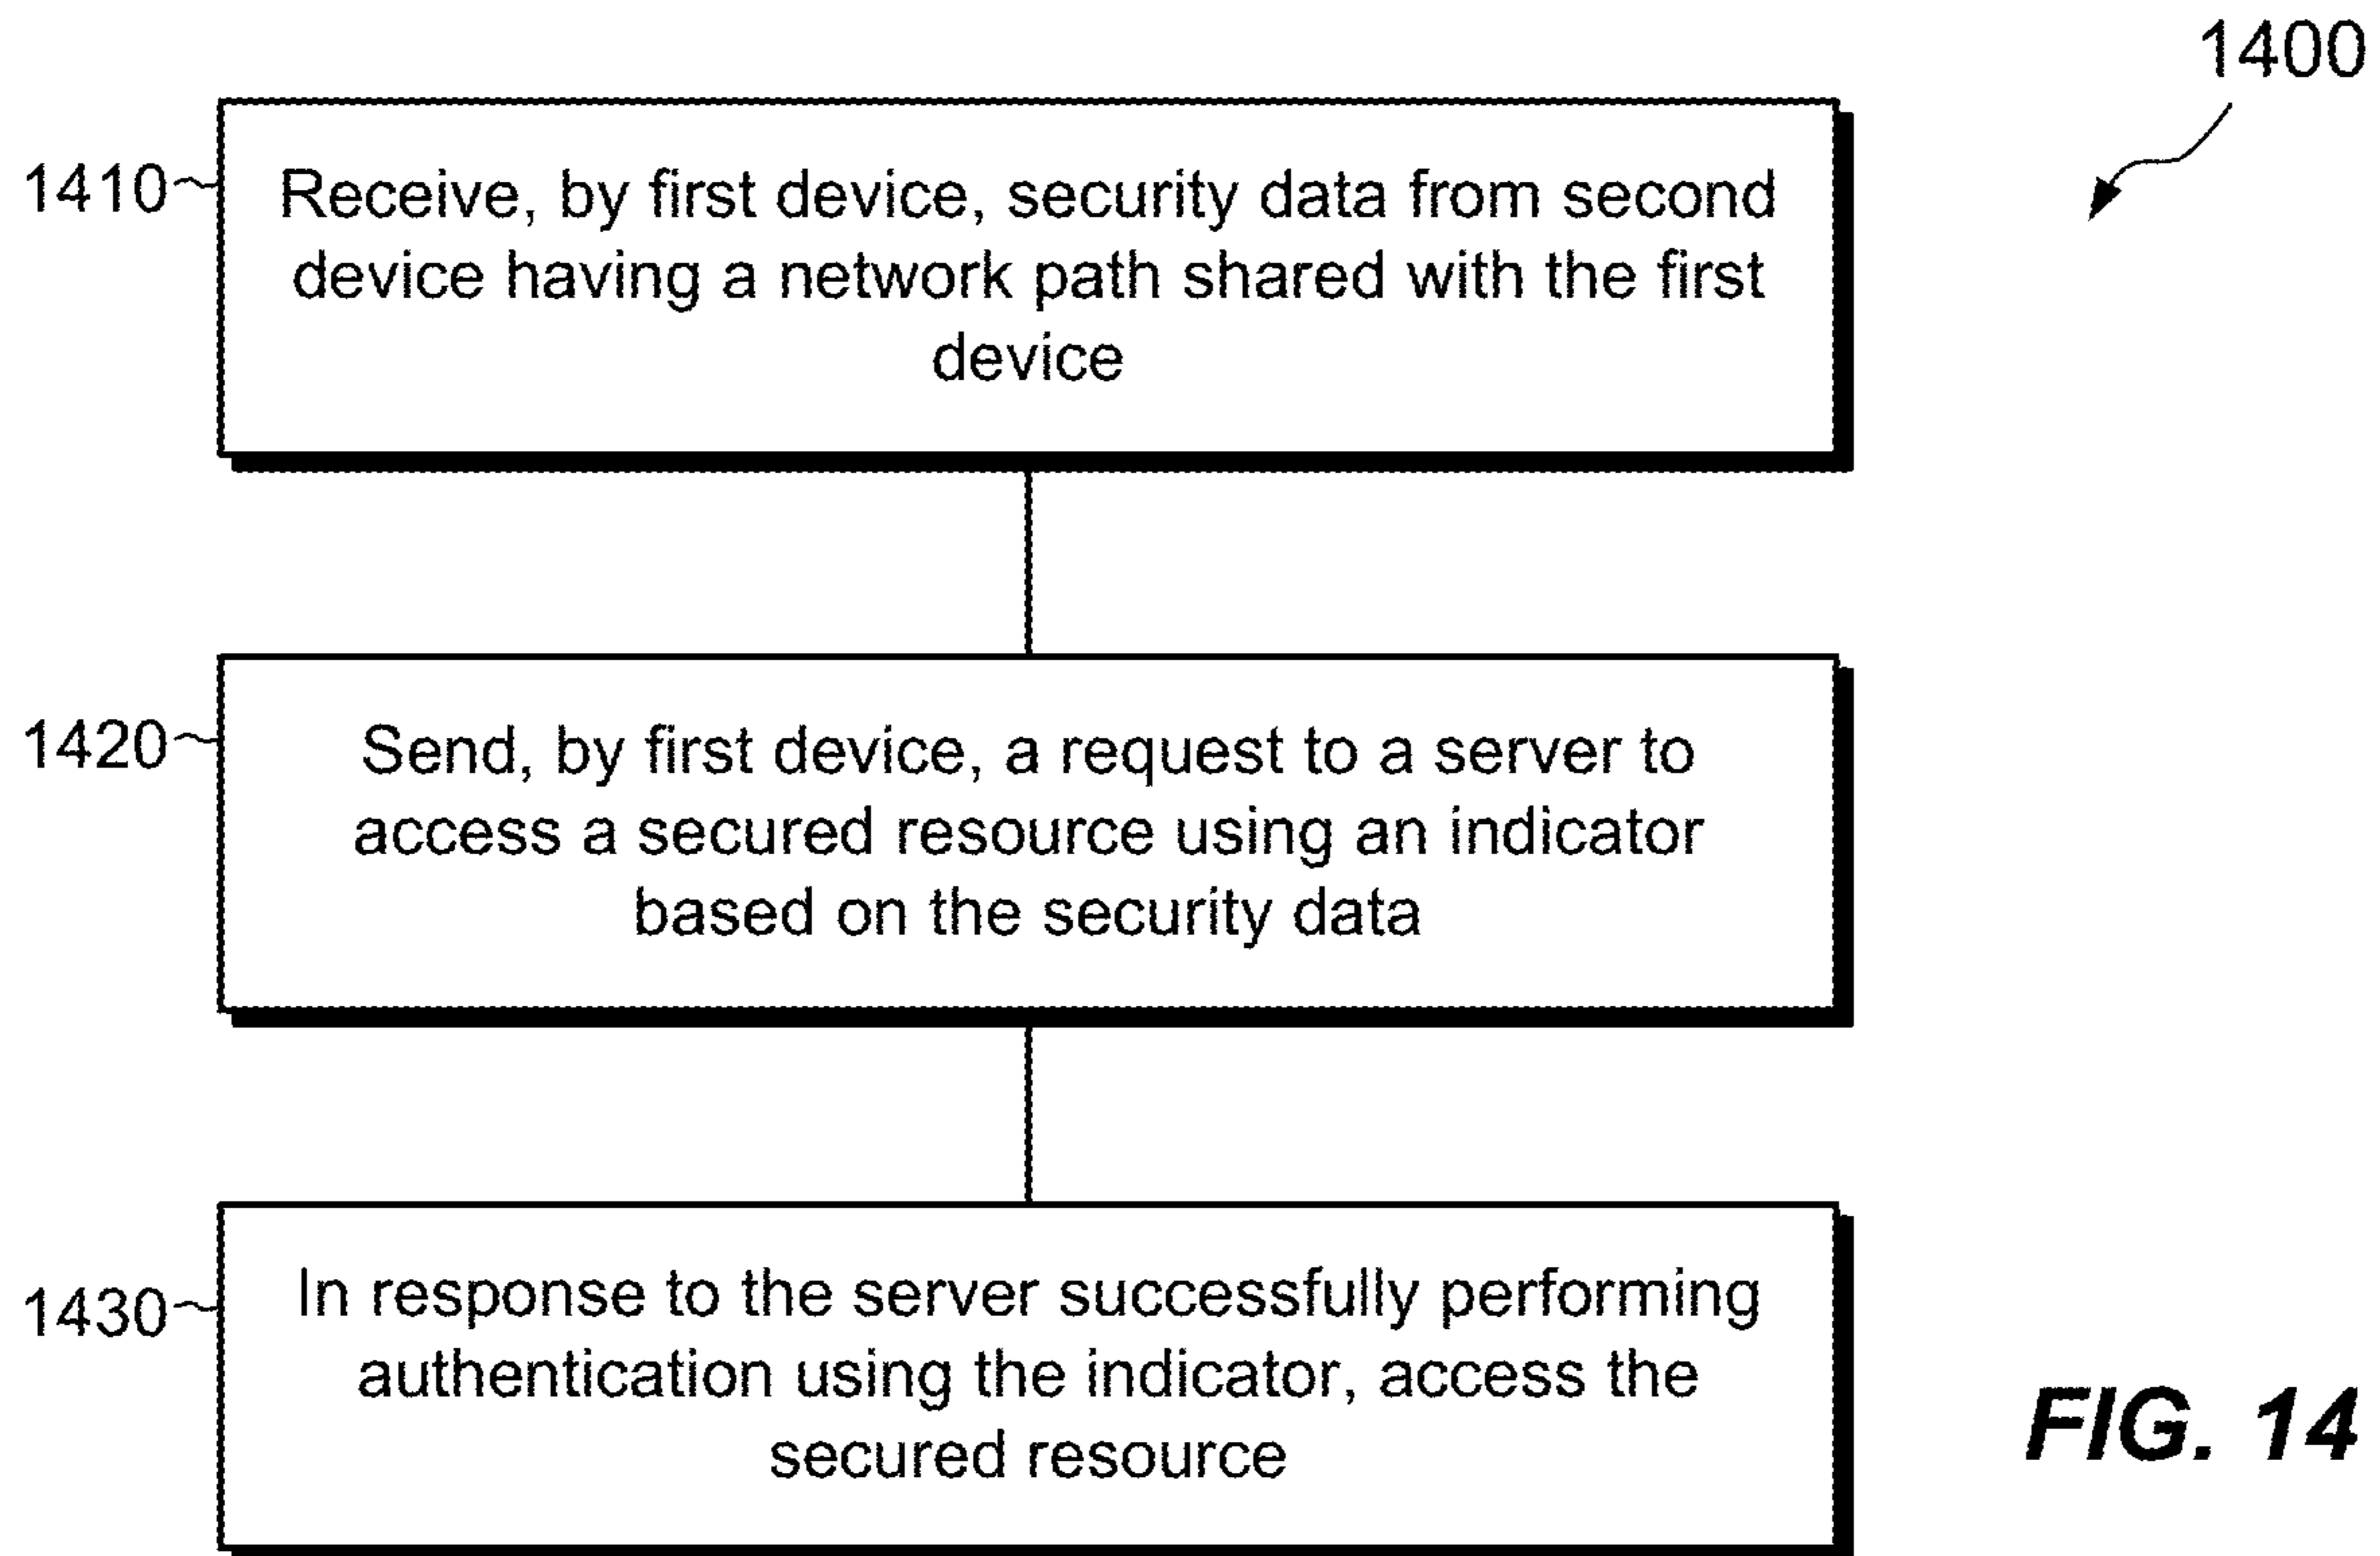 1400
1410
Receive, by first device, security data from second
device having a network path shared with the first
device
1420
Send, by first device, a request to a server to
access a secured resource using an indicator
based on the security data
1430
In response to the server successfully performing
authentication using the indicator, access the
secured resource
FIG. 14